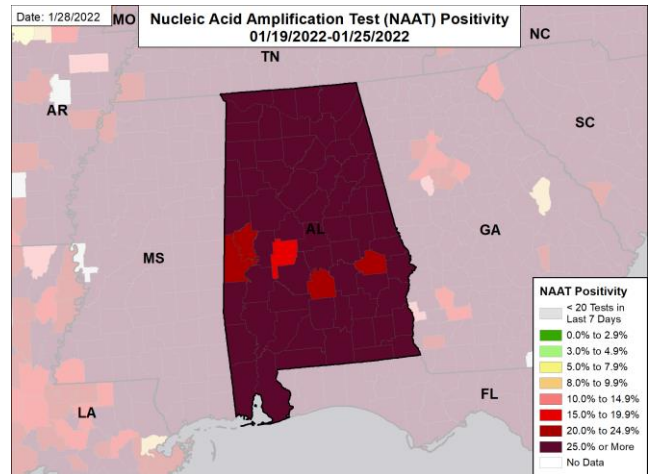 Date: 1/28/2022
Nucleic Acid Amplification Test (NAAT) Positivity
01/19/2022-01/25/2022
MO
NC
TN
AR
SC
AL
MS
GA
LA
FL
NAAT Positivity
< 20 Tests in
Last 7 Days
0.0% to 2.9%
3.0% to 4.9%
5.0% to 7.9%
8.0% to 9.9%
10.0% to 14.9%
15.0% to 19.9%
20.0% to 24.9%
25.0% or More
No Data